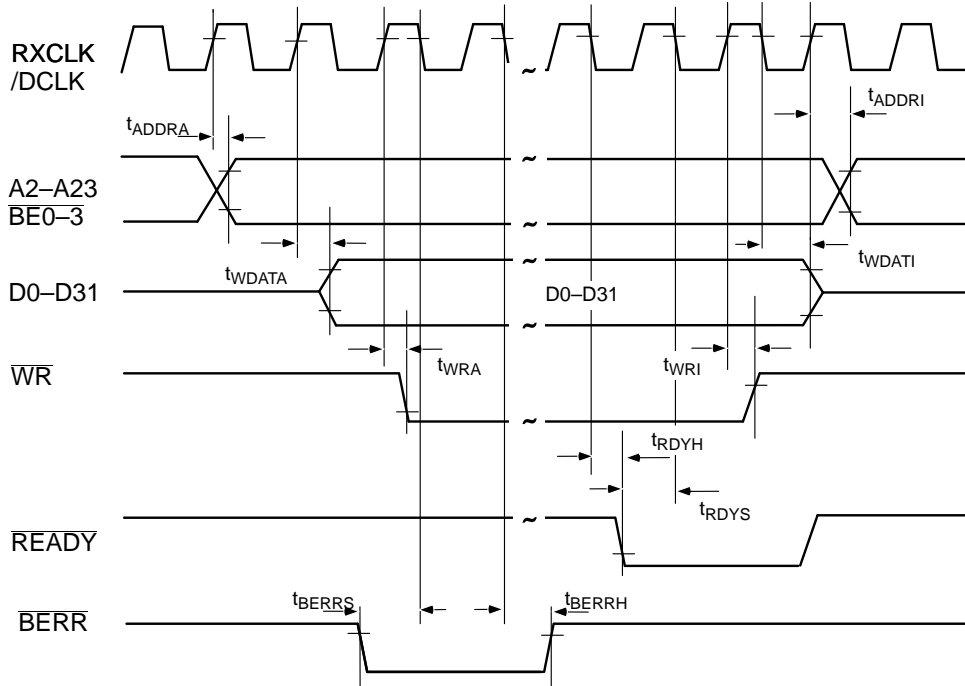 RXCLK
/DCLK
tADDRA
tADDRI
A2–A23
BE0–3
tWDATA
tWDATI
D0–D31
D0–D31
tWRA
tWRI
WR
tRDYH
tRDYS
READY
tBERRS
tBERRH
BERR
~
~
~
~
~
~
~